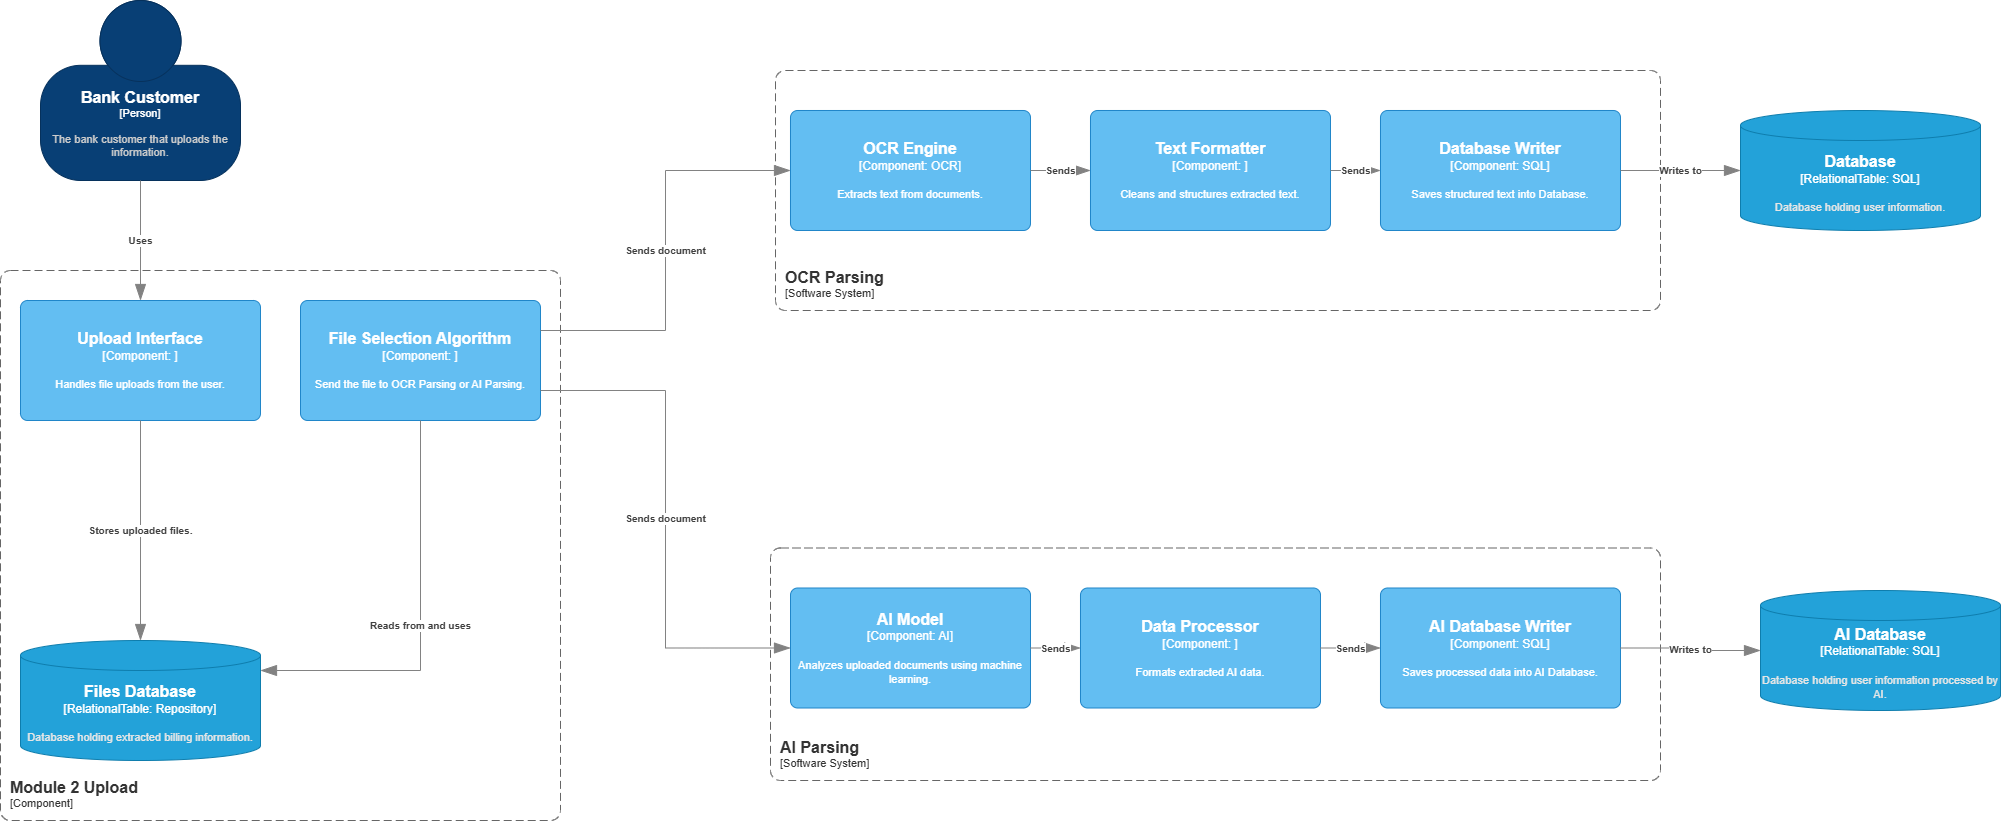 Bank Customer
[Person]
The bank customer that uploads the
information.
Uses
Upload Interface
[Component: ]
Handles file uploads from the user.
File Selection Algorithm
[Component: ]
Send the file to OCR Parsing or AI Parsing.
Stores uploaded files.
Reads from and uses
Files Database
[RelationalTable: Repository]
Database holding extracted billing information.
Module 2 Upload
[Component]
Sends document
Sends document
OCR Engine
[Component: OCR]
Extracts text from documents.
Sends
Text Formatter
[Component: ]
Cleans and structures extracted text.
Sends
Database Writer
[Component: SQL]
Saves structured text into Database.
Writes to
Database
[RelationalTable: SQL]
Database holding user information.
OCR Parsing
[Software System]
AI Model
[Component: AI]
Analyzes uploaded documents using machine
learning.
Sends
Data Processor
[Component: ]
Formats extracted AI data.
Sends
AI Database Writer
[Component: SQL]
Saves processed data into AI Database.
Writes to
AI Database
[RelationalTable: SQL]
Database holding user information processed by
AI.
AI Parsing
[Software System]